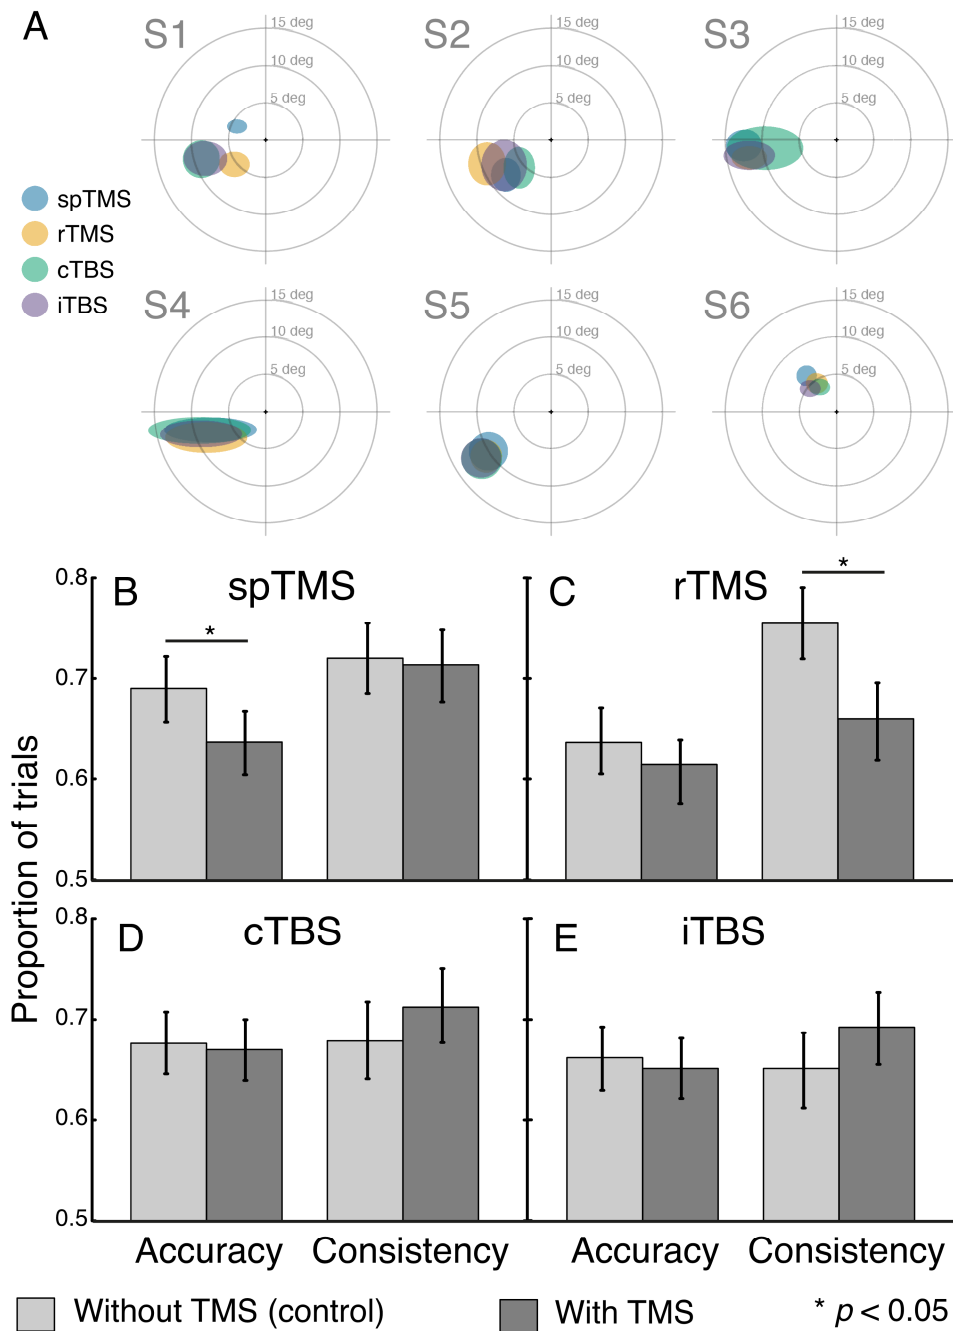 A
S1
15 deg
10 deg
5 deg
S2
15 deg
10 deg
5 deg
S3
15 deg
10 deg
5 deg
spTMS
rTMS
cTBS
iTBS
S4
15 deg
10 deg
5 deg
S5
15 deg
10 deg
5 deg
S6
15 deg
10 deg
5 deg
Proportion of trials
B
spTMS
0.8
0.7
0.6
0.5
*
C
rTMS
*
D
cTBS
0.8
0.7
0.6
0.5
E
iTBS
Accuracy
Consistency
Accuracy
Consistency
Without TMS (control)
With TMS
* p < 0.05